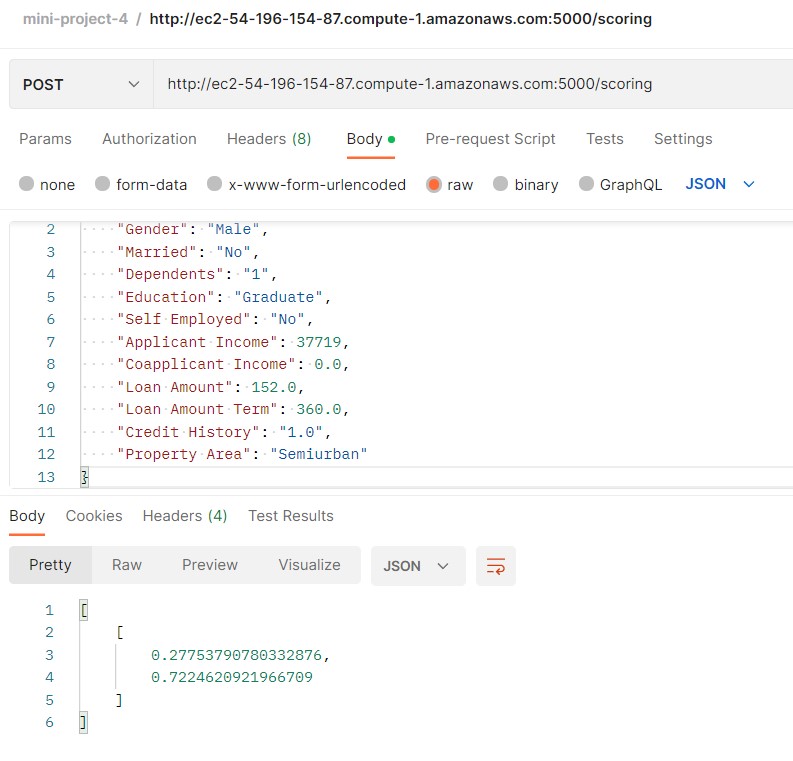 mini-project-4 / http://ec2-54-196-154-87.compute-1.amazonaws.com:5000/scoring
POST http://ec2-54-196-154-87.compute-1.amazonaws.com:5000/scoring
Params Authorization Headers (8) Body Pre-request Script Tests Settings
none form-data x-www-form-urlencoded raw binary GraphQL JSON
2 "Gender": "Male",
3 "Married": "No",
4 "Dependents": "1",
5 "Education": "Graduate",
6 "Self Employed": "No",
7 "Applicant Income": 37719,
8 "Coapplicant Income": 0.0,
9 "Loan Amount": 152.0,
10 "Loan Amount Term": 360.0,
11 "Credit History": "1.0",
12 "Property Area": "Semiurban"
13 }
Body Cookies Headers (4) Test Results
Pretty Raw Preview Visualize JSON
1 [
2 [
3 0.27753790780332876,
4 0.7224620921966709
5 ]
6 ]